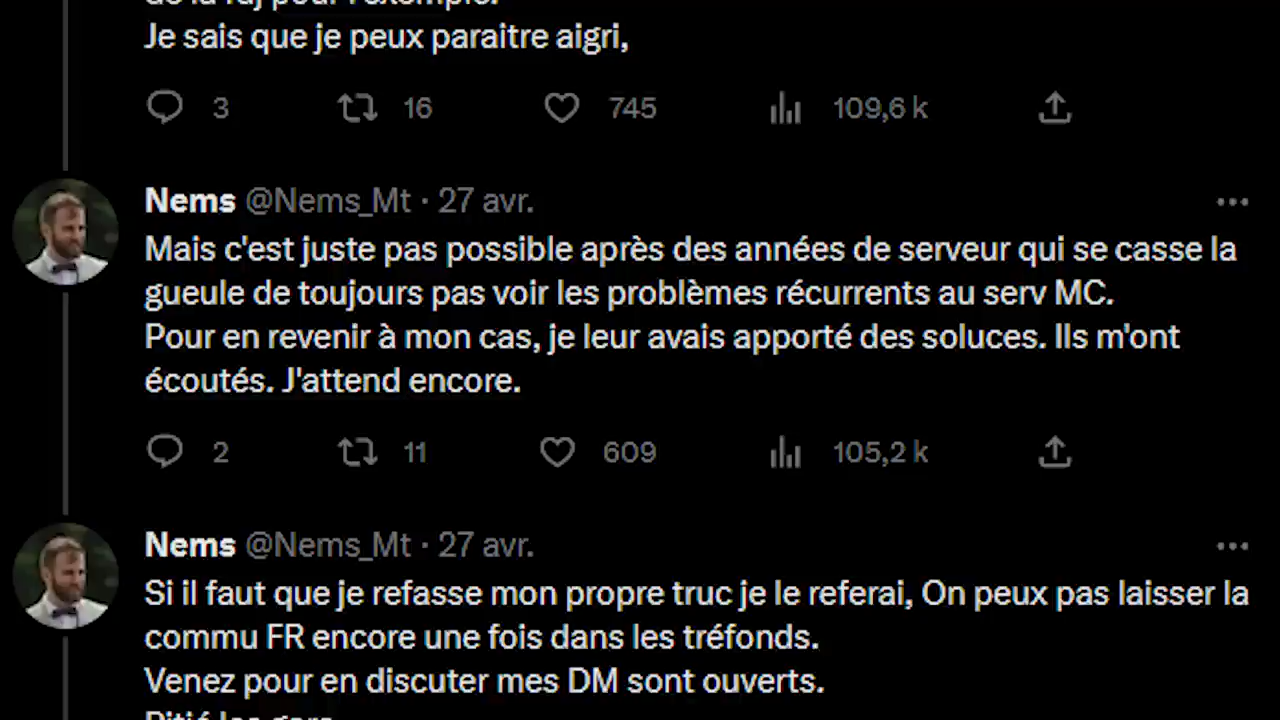 Je sais que je peux paraitre aigri,
3 16 745 109,6 k
Nems @Nems_Mt · 27 avr.
Mais c'est juste pas possible après des années de serveur qui se casse la
gueule de toujours pas voir les problèmes récurrents au serv MC.
Pour en revenir à mon cas, je leur avais apporté des soluces. Ils m'ont
écoutés. J'attend encore.
2 11 609 105,2 k
Nems @Nems_Mt · 27 avr.
Si il faut que je refasse mon propre truc je le referai, On peux pas laisser la
commu FR encore une fois dans les tréfonds.
Venez pour en discuter mes DM sont ouverts.